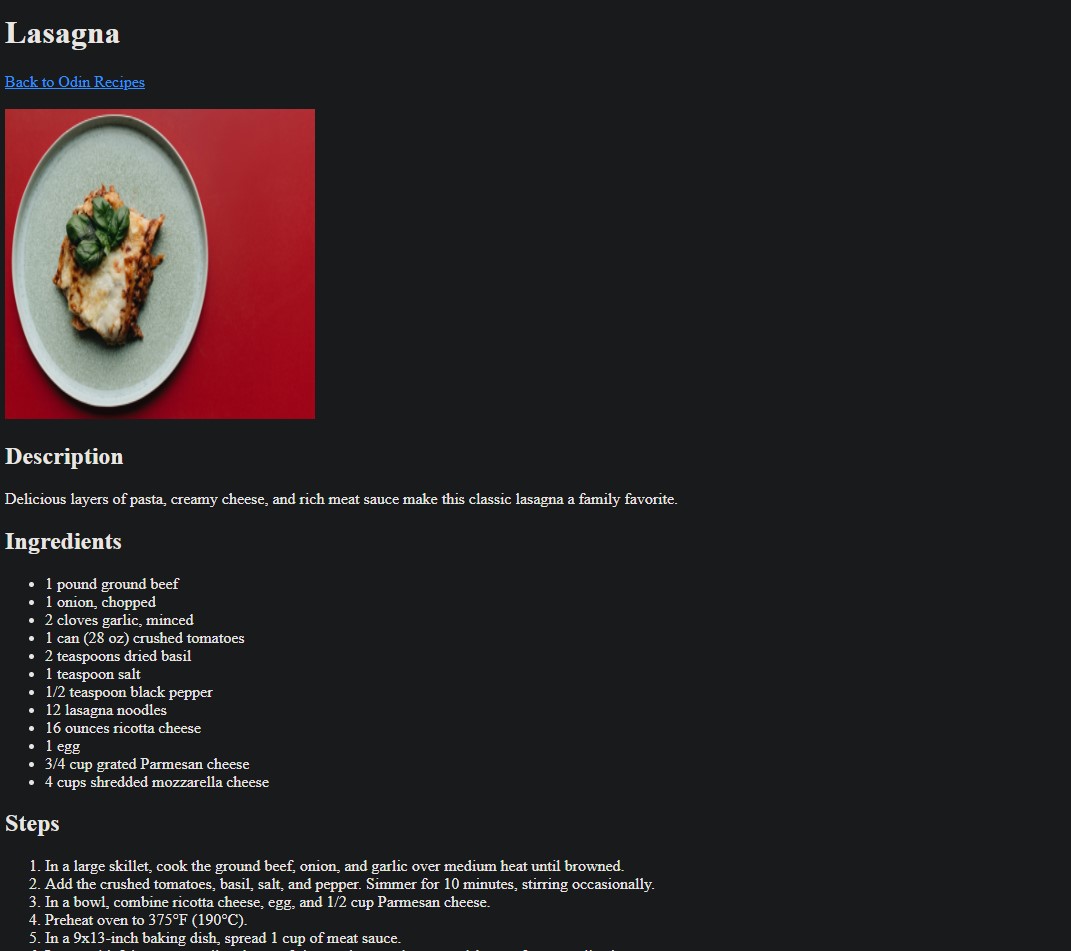 Lasagna
Back to Odin Recipes
Description
Delicious layers of pasta, creamy cheese, and rich meat sauce make this classic lasagna a family favorite.
Ingredients
• 1 pound ground beef
• 1 onion, chopped
• 2 cloves garlic, minced
• 1 can (28 oz) crushed tomatoes
• 2 teaspoons dried basil
• 1 teaspoon salt
• 1/2 teaspoon black pepper
• 12 lasagna noodles
• 16 ounces ricotta cheese
• 1 egg
• 3/4 cup grated Parmesan cheese
• 4 cups shredded mozzarella cheese
Steps
1. In a large skillet, cook the ground beef, onion, and garlic over medium heat until browned.
2. Add the crushed tomatoes, basil, salt, and pepper. Simmer for 10 minutes, stirring occasionally.
3. In a bowl, combine ricotta cheese, egg, and 1/2 cup Parmesan cheese.
4. Preheat oven to 375°F (190°C).
5. In a 9x13-inch baking dish, spread 1 cup of meat sauce.